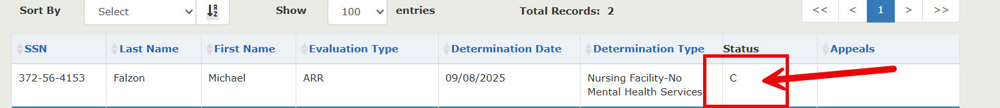 Sort By Select Show 100 entries Total Records: 2 << < 1 > >>
SSN Last Name First Name Evaluation Type Determination Date Determination Type Status Appeals
372-56-4153 Falzon Michael ARR 09/08/2025 Nursing Facility-No C
Mental Health Services